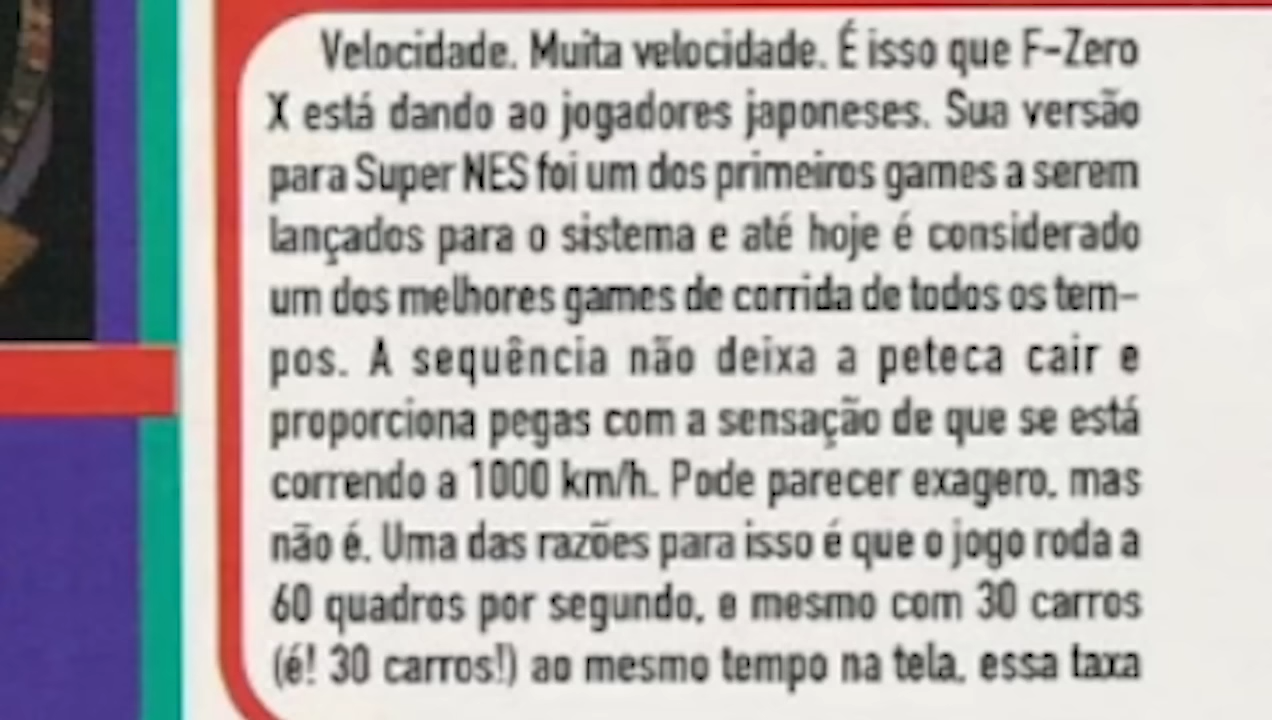 Velocidade. Muita velocidade. É isso que F-Zero
X está dando ao jogadores japoneses. Sua versão
para Super NES foi um dos primeiros games a serem
lançados para o sistema e até hoje é considerado
um dos melhores games de corrida de todos os tem-
pos. A sequência não deixa a peteca cair e
proporciona pegas com a sensação de que se está
correndo a 1000 km/h. Pode parecer exagero, mas
não é. Uma das razões para isso é que o jogo roda a
60 quadros por segundo, e mesmo com 30 carros
(é! 30 carros!) ao mesmo tempo na tela, essa taxa